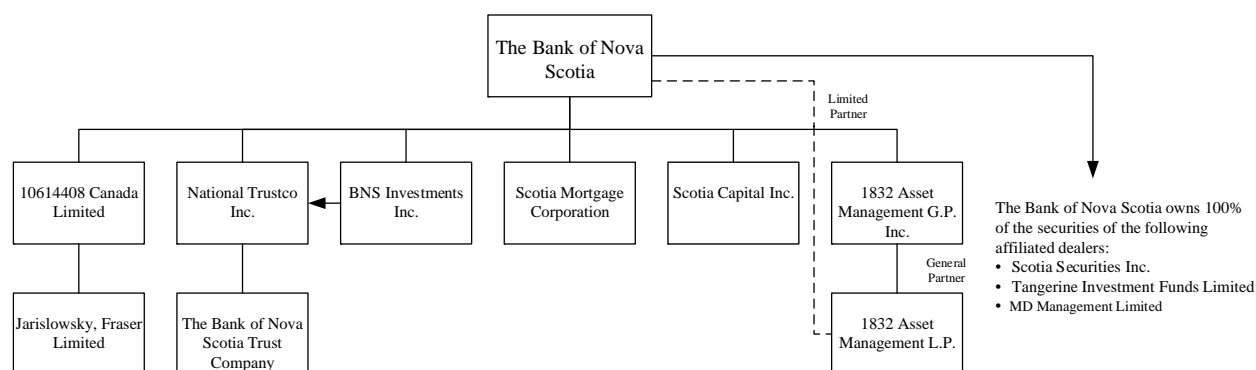 The Bank of Nova
Scotia
Limited
Partner
10614408 Canada
Limited
National Trustco
Inc.
BNS Investments
Inc.
Scotia Mortgage
Corporation
Scotia Capital Inc.
1832 Asset
Management G.P.
Inc.
The Bank of Nova Scotia owns 100%
of the securities of the following
affiliated dealers:
• Scotia Securities Inc.
• Tangerine Investment Funds Limited
• MD Management Limited
General
Partner
Jarislowsky, Fraser
Limited
The Bank of Nova
Scotia Trust
Company
1832 Asset
Management L.P.